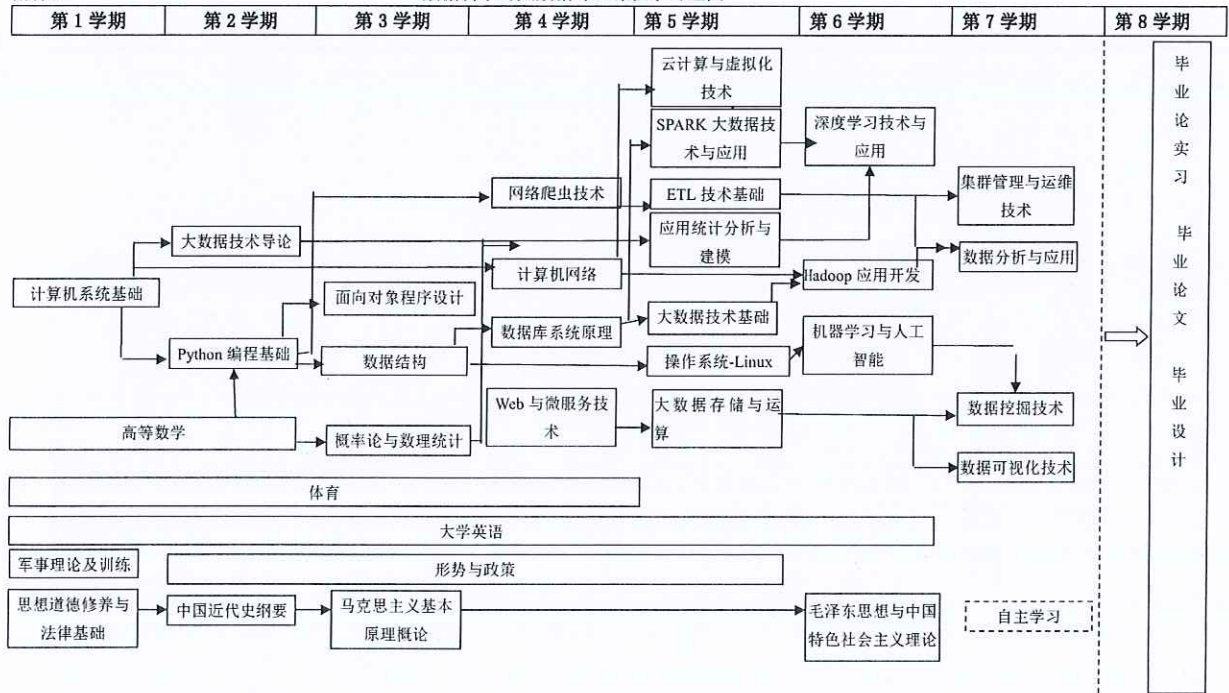 第 1 学期
第 2 学期
第 3 学期
第 4 学期
第 5 学期
第 6 学期
第 7 学期
第 8 学期
云计算与虚拟化
技术
SPARK 大数据技
术与应用
深度学习技术与
应用
网络爬虫技术
ETL 技术基础
集群管理与运维
技术
大数据技术导论
应用统计分析与
建模
数据分析与应用
计算机网络
Hadoop 应用开发
计算机系统基础
面向对象程序设计
数据库系统原理
大数据技术基础
机器学习与人工
智能
Python 编程基础
数据结构
操作系统-Linux
Web 与微服务技
术
大数据存储与运
算
数据挖掘技术
高等数学
概率论与数理统计
数据可视化技术
体育
大学英语
军事理论及训练
形势与政策
思想道德修养与
法律基础
中国近代史纲要
马克思主义基本
原理概论
毛泽东思想与中国
特色社会主义理论
自主学习
毕
业
论
实
习
毕
业
论
文
毕
业
设
计